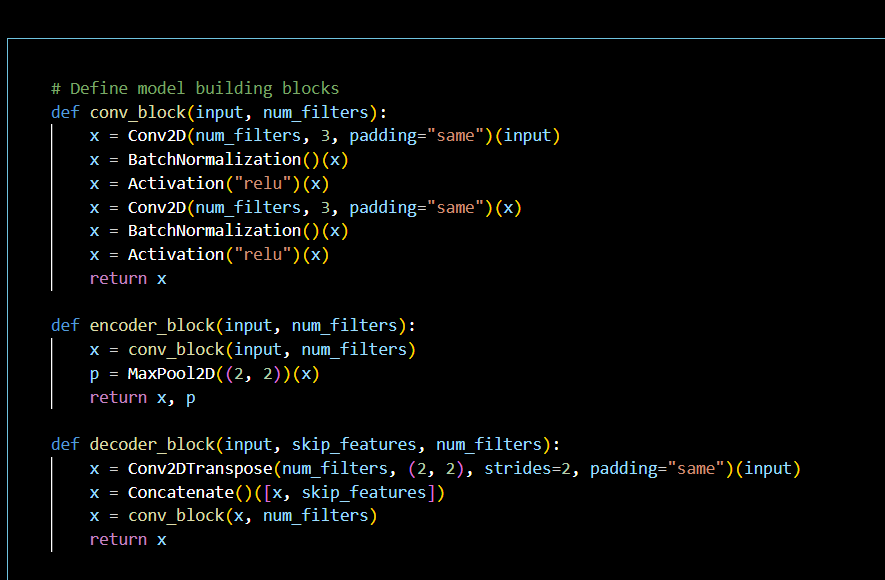 # Define model building blocks
def conv_block(input, num_filters):
    x = Conv2D(num_filters, 3, padding="same")(input)
    x = BatchNormalization()(x)
    x = Activation("relu")(x)
    x = Conv2D(num_filters, 3, padding="same")(x)
    x = BatchNormalization()(x)
    x = Activation("relu")(x)
    return x

def encoder_block(input, num_filters):
    x = conv_block(input, num_filters)
    p = MaxPool2D((2, 2))(x)
    return x, p

def decoder_block(input, skip_features, num_filters):
    x = Conv2DTranspose(num_filters, (2, 2), strides=2, padding="same")(input)
    x = Concatenate()([x, skip_features])
    x = conv_block(x, num_filters)
    return x